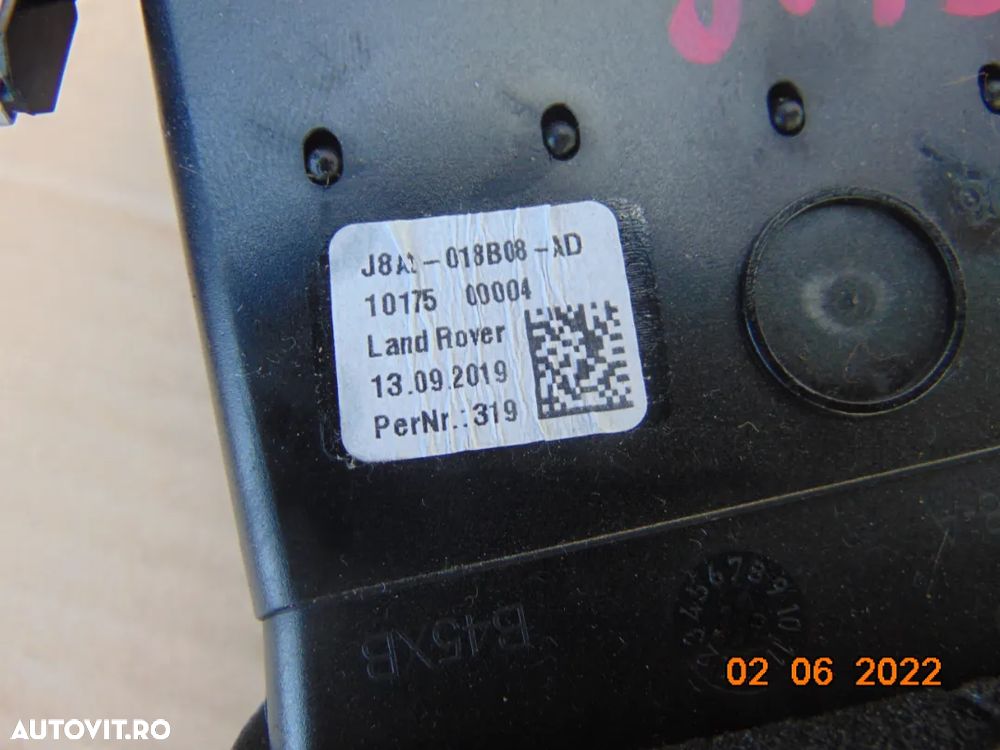 J8A2-018B08-AD
10175 00004
Land Rover
13.09.2019
PerNr.:319
B45XB
02 06 2022
AUTOVIT.RO